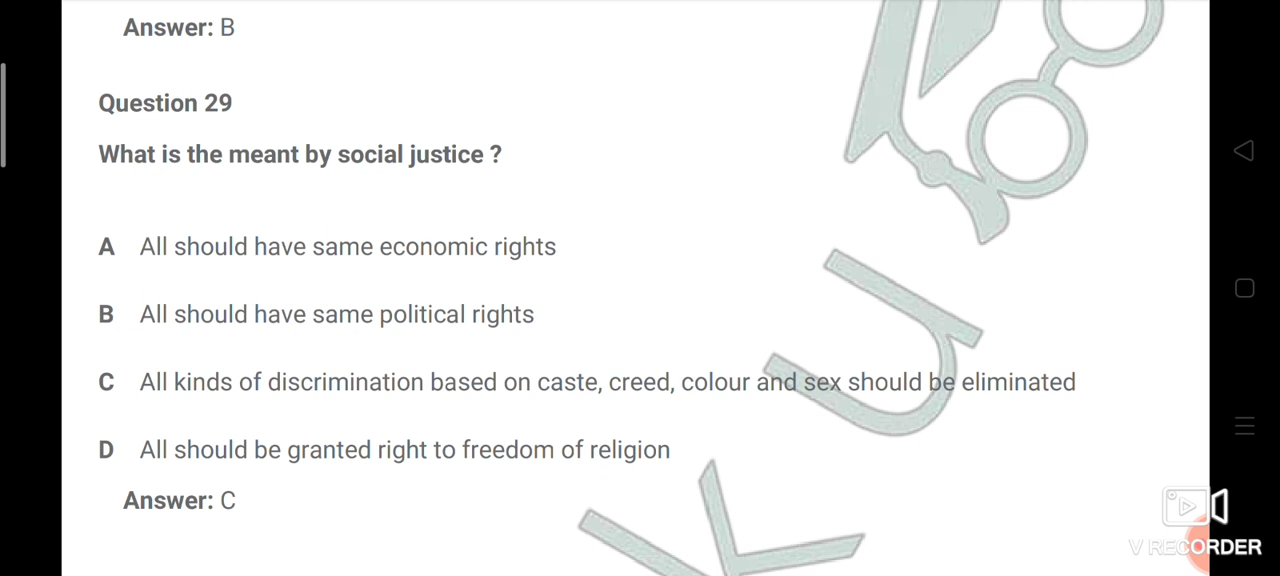 Answer: B
Question 29
What is the meant by social justice ?
A All should have same economic rights
B All should have same political rights
C All kinds of discrimination based on caste, creed, colour and sex should be eliminated
D All should be granted right to freedom of religion
Answer: C
V RECORDER